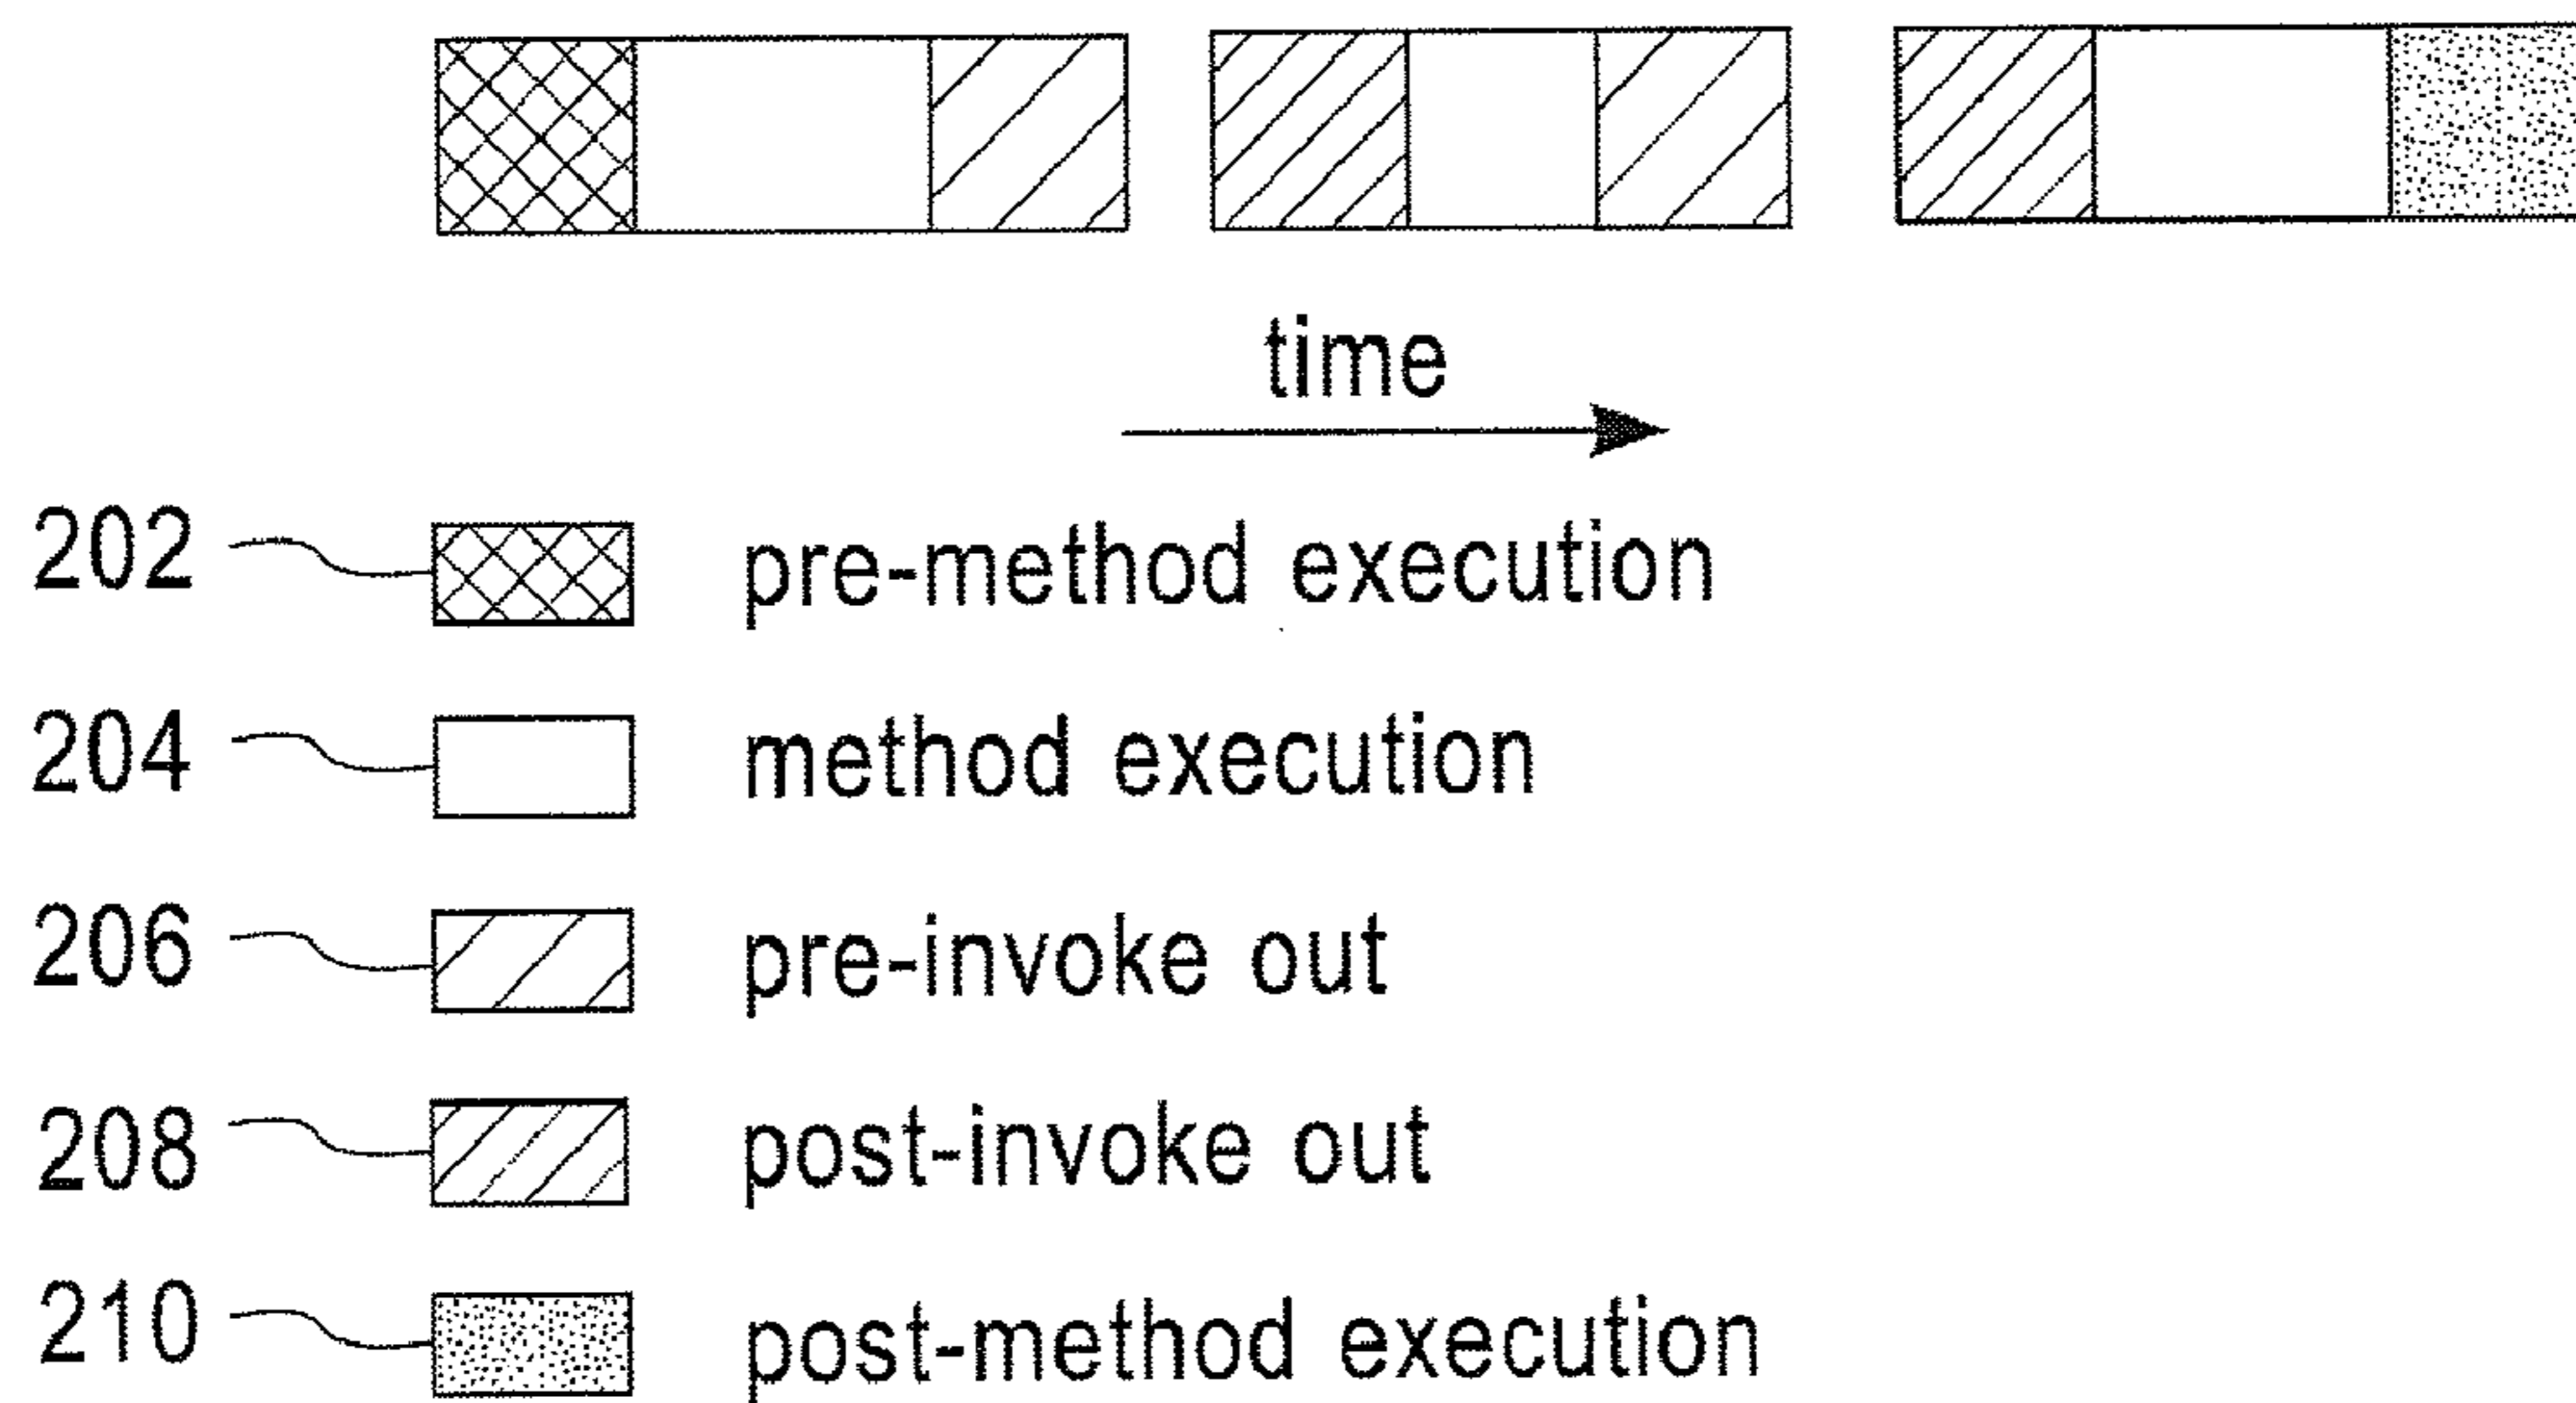 time
202 pre-method execution
204 method execution
206 pre-invoke out
208 post-invoke out
210 post-method execution